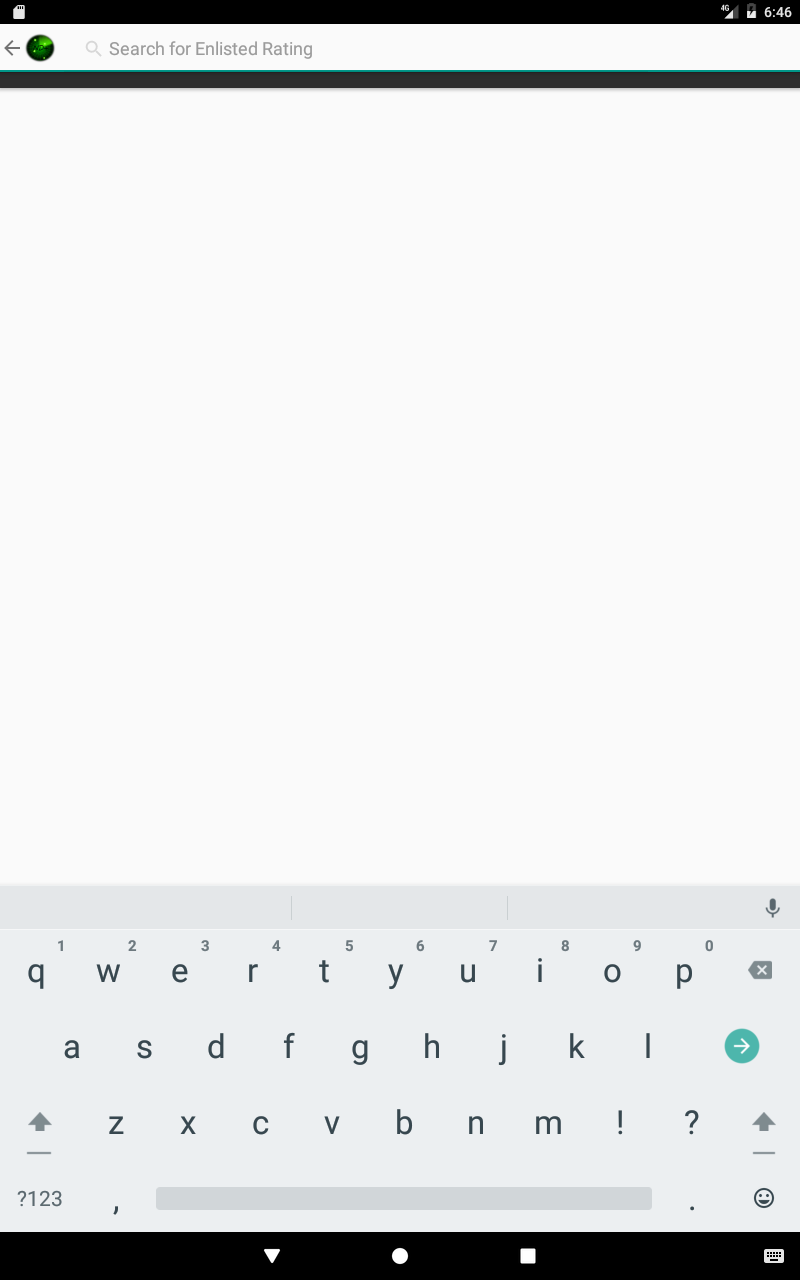 4G 6:46
Search for Enlisted Rating
1 2 3 4 5 6 7 8 9 0
q w e r t y u i o p
a s d f g h j k l
z x c v b n m ! ?
?123 , .